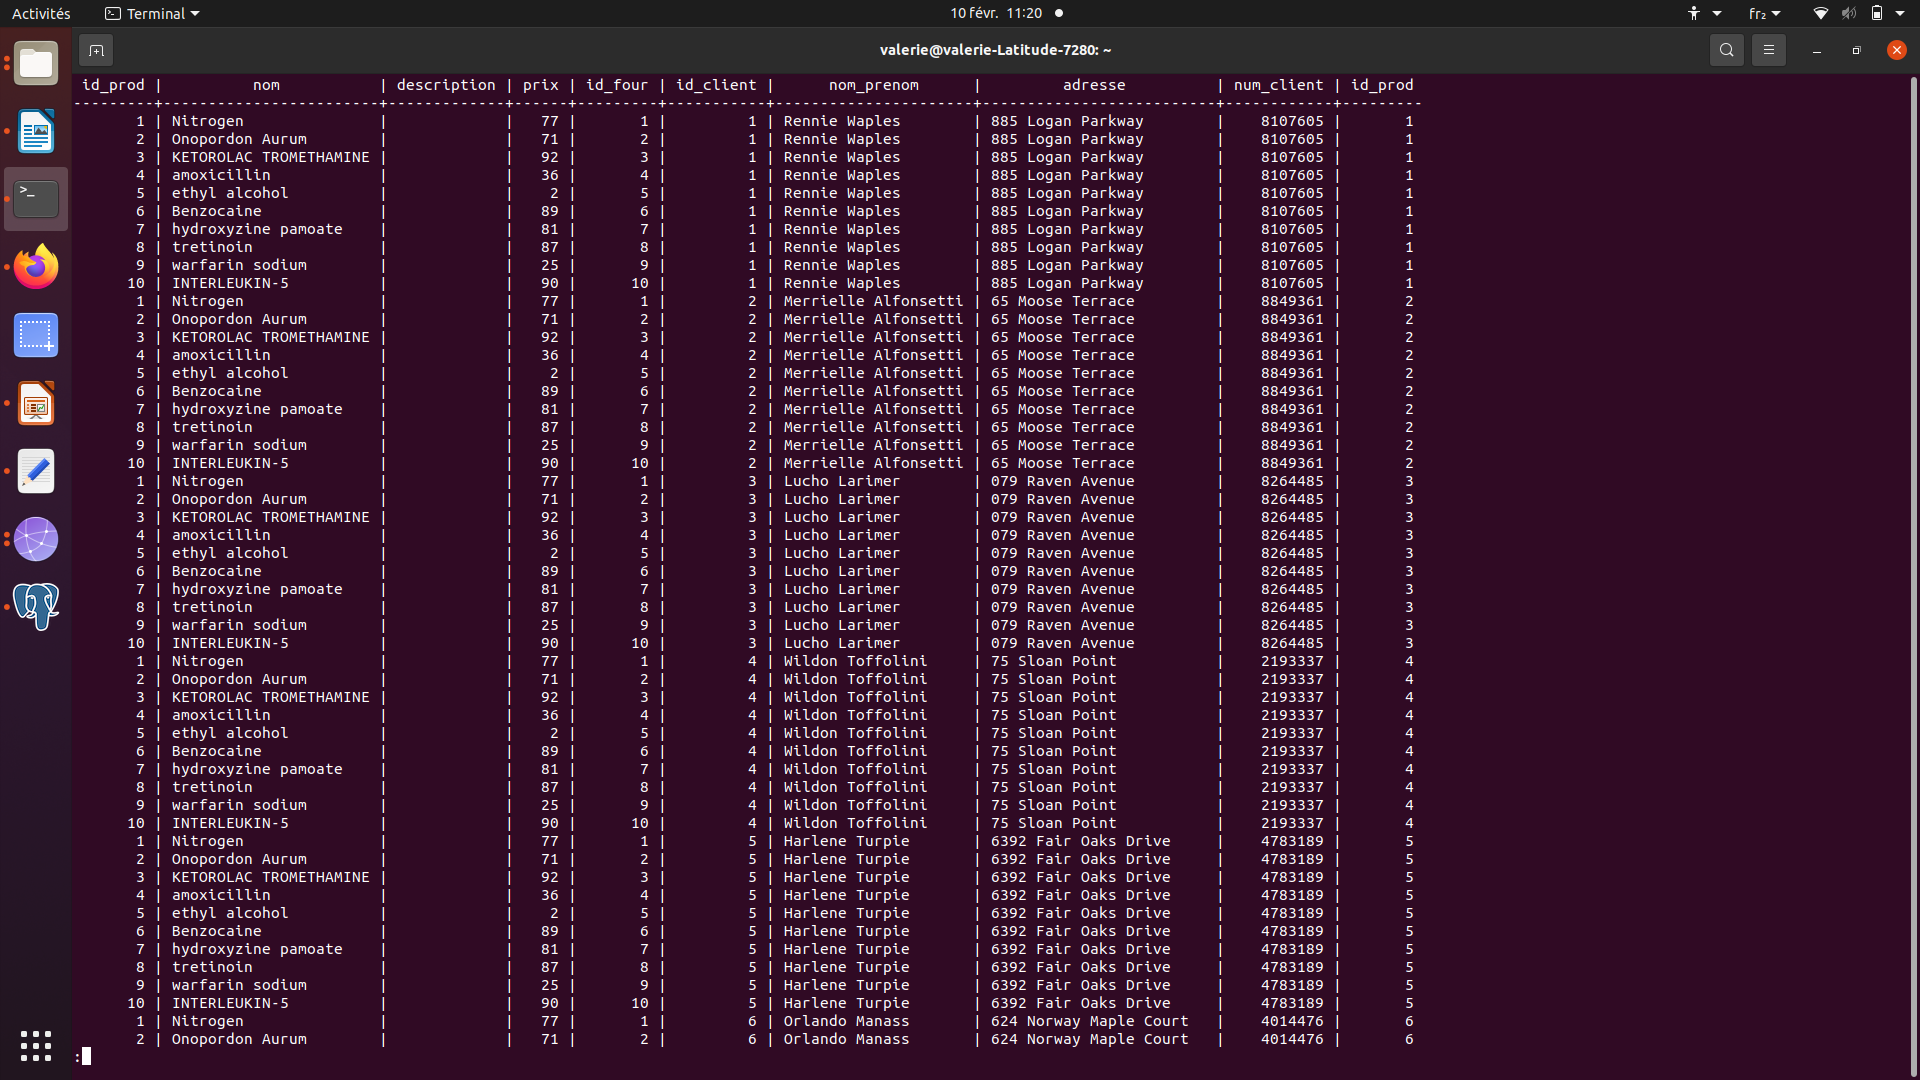 Activités Terminal 10 févr. 11:20 fr₂
valerie@valerie-Latitude-7280: ~
id_prod | nom | description | prix | id_four | id_client | nom_prenom | adresse | num_client | id_prod
---------+------------------------+-------------+------+---------+-----------+----------------------+--------------------------+------------+---------
1 | Nitrogen | | 77 | 1 | 1 | Rennie Waples | 885 Logan Parkway | 8107605 | 1
2 | Onopordon Aurum | | 71 | 2 | 1 | Rennie Waples | 885 Logan Parkway | 8107605 | 1
3 | KETOROLAC TROMETHAMINE | | 92 | 3 | 1 | Rennie Waples | 885 Logan Parkway | 8107605 | 1
4 | amoxicillin | | 36 | 4 | 1 | Rennie Waples | 885 Logan Parkway | 8107605 | 1
5 | ethyl alcohol | | 2 | 5 | 1 | Rennie Waples | 885 Logan Parkway | 8107605 | 1
6 | Benzocaine | | 89 | 6 | 1 | Rennie Waples | 885 Logan Parkway | 8107605 | 1
7 | hydroxyzine pamoate | | 81 | 7 | 1 | Rennie Waples | 885 Logan Parkway | 8107605 | 1
8 | tretinoin | | 87 | 8 | 1 | Rennie Waples | 885 Logan Parkway | 8107605 | 1
9 | warfarin sodium | | 25 | 9 | 1 | Rennie Waples | 885 Logan Parkway | 8107605 | 1
10 | INTERLEUKIN-5 | | 90 | 10 | 1 | Rennie Waples | 885 Logan Parkway | 8107605 | 1
1 | Nitrogen | | 77 | 1 | 2 | Merrielle Alfonsetti | 65 Moose Terrace | 8849361 | 2
2 | Onopordon Aurum | | 71 | 2 | 2 | Merrielle Alfonsetti | 65 Moose Terrace | 8849361 | 2
3 | KETOROLAC TROMETHAMINE | | 92 | 3 | 2 | Merrielle Alfonsetti | 65 Moose Terrace | 8849361 | 2
4 | amoxicillin | | 36 | 4 | 2 | Merrielle Alfonsetti | 65 Moose Terrace | 8849361 | 2
5 | ethyl alcohol | | 2 | 5 | 2 | Merrielle Alfonsetti | 65 Moose Terrace | 8849361 | 2
6 | Benzocaine | | 89 | 6 | 2 | Merrielle Alfonsetti | 65 Moose Terrace | 8849361 | 2
7 | hydroxyzine pamoate | | 81 | 7 | 2 | Merrielle Alfonsetti | 65 Moose Terrace | 8849361 | 2
8 | tretinoin | | 87 | 8 | 2 | Merrielle Alfonsetti | 65 Moose Terrace | 8849361 | 2
9 | warfarin sodium | | 25 | 9 | 2 | Merrielle Alfonsetti | 65 Moose Terrace | 8849361 | 2
10 | INTERLEUKIN-5 | | 90 | 10 | 2 | Merrielle Alfonsetti | 65 Moose Terrace | 8849361 | 2
1 | Nitrogen | | 77 | 1 | 3 | Lucho Larimer | 079 Raven Avenue | 8264485 | 3
2 | Onopordon Aurum | | 71 | 2 | 3 | Lucho Larimer | 079 Raven Avenue | 8264485 | 3
3 | KETOROLAC TROMETHAMINE | | 92 | 3 | 3 | Lucho Larimer | 079 Raven Avenue | 8264485 | 3
4 | amoxicillin | | 36 | 4 | 3 | Lucho Larimer | 079 Raven Avenue | 8264485 | 3
5 | ethyl alcohol | | 2 | 5 | 3 | Lucho Larimer | 079 Raven Avenue | 8264485 | 3
6 | Benzocaine | | 89 | 6 | 3 | Lucho Larimer | 079 Raven Avenue | 8264485 | 3
7 | hydroxyzine pamoate | | 81 | 7 | 3 | Lucho Larimer | 079 Raven Avenue | 8264485 | 3
8 | tretinoin | | 87 | 8 | 3 | Lucho Larimer | 079 Raven Avenue | 8264485 | 3
9 | warfarin sodium | | 25 | 9 | 3 | Lucho Larimer | 079 Raven Avenue | 8264485 | 3
10 | INTERLEUKIN-5 | | 90 | 10 | 3 | Lucho Larimer | 079 Raven Avenue | 8264485 | 3
1 | Nitrogen | | 77 | 1 | 4 | Wildon Toffolini | 75 Sloan Point | 2193337 | 4
2 | Onopordon Aurum | | 71 | 2 | 4 | Wildon Toffolini | 75 Sloan Point | 2193337 | 4
3 | KETOROLAC TROMETHAMINE | | 92 | 3 | 4 | Wildon Toffolini | 75 Sloan Point | 2193337 | 4
4 | amoxicillin | | 36 | 4 | 4 | Wildon Toffolini | 75 Sloan Point | 2193337 | 4
5 | ethyl alcohol | | 2 | 5 | 4 | Wildon Toffolini | 75 Sloan Point | 2193337 | 4
6 | Benzocaine | | 89 | 6 | 4 | Wildon Toffolini | 75 Sloan Point | 2193337 | 4
7 | hydroxyzine pamoate | | 81 | 7 | 4 | Wildon Toffolini | 75 Sloan Point | 2193337 | 4
8 | tretinoin | | 87 | 8 | 4 | Wildon Toffolini | 75 Sloan Point | 2193337 | 4
9 | warfarin sodium | | 25 | 9 | 4 | Wildon Toffolini | 75 Sloan Point | 2193337 | 4
10 | INTERLEUKIN-5 | | 90 | 10 | 4 | Wildon Toffolini | 75 Sloan Point | 2193337 | 4
1 | Nitrogen | | 77 | 1 | 5 | Harlene Turpie | 6392 Fair Oaks Drive | 4783189 | 5
2 | Onopordon Aurum | | 71 | 2 | 5 | Harlene Turpie | 6392 Fair Oaks Drive | 4783189 | 5
3 | KETOROLAC TROMETHAMINE | | 92 | 3 | 5 | Harlene Turpie | 6392 Fair Oaks Drive | 4783189 | 5
4 | amoxicillin | | 36 | 4 | 5 | Harlene Turpie | 6392 Fair Oaks Drive | 4783189 | 5
5 | ethyl alcohol | | 2 | 5 | 5 | Harlene Turpie | 6392 Fair Oaks Drive | 4783189 | 5
6 | Benzocaine | | 89 | 6 | 5 | Harlene Turpie | 6392 Fair Oaks Drive | 4783189 | 5
7 | hydroxyzine pamoate | | 81 | 7 | 5 | Harlene Turpie | 6392 Fair Oaks Drive | 4783189 | 5
8 | tretinoin | | 87 | 8 | 5 | Harlene Turpie | 6392 Fair Oaks Drive | 4783189 | 5
9 | warfarin sodium | | 25 | 9 | 5 | Harlene Turpie | 6392 Fair Oaks Drive | 4783189 | 5
10 | INTERLEUKIN-5 | | 90 | 10 | 5 | Harlene Turpie | 6392 Fair Oaks Drive | 4783189 | 5
1 | Nitrogen | | 77 | 1 | 6 | Orlando Manass | 624 Norway Maple Court | 4014476 | 6
2 | Onopordon Aurum | | 71 | 2 | 6 | Orlando Manass | 624 Norway Maple Court | 4014476 | 6
: